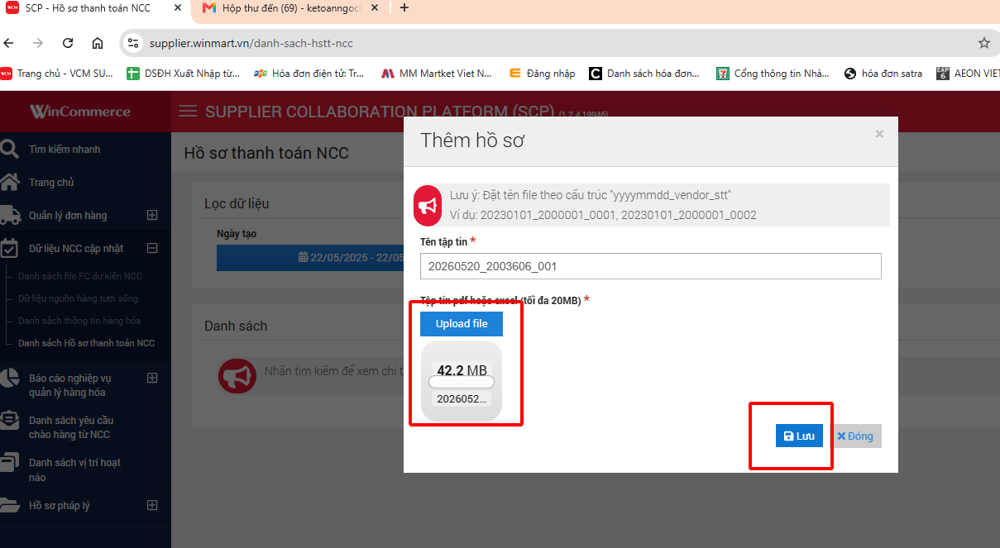 SCP - Hồ sơ thanh toán NCC
Hộp thư đến (69) - ketoanngoc
supplier.winmart.vn/danh-sach-hstt-ncc
Trang chủ - VCM SU...
DSĐH Xuất Nhập từ...
Hóa đơn điện tử: Tr...
MM Martket Viet N...
Đăng nhập
Danh sách hóa đơn...
Cổng thông tin Nhà...
hóa đơn satra
AEON VIET
WinCommerce
SUPPLIER COLLABORATION PLATFORM (SCP) (1.2.4.19946)
Tìm kiếm nhanh
Trang chủ
Quản lý đơn hàng
Dữ liệu NCC cập nhật
Danh sách file FC dự kiến NCC
Dữ liệu nguồn hàng tươi sống
Danh sách thông tin hàng hóa
Danh sách Hồ sơ thanh toán NCC
Báo cáo nghiệp vụ
quản lý hàng hóa
Danh sách yêu cầu
chào hàng từ NCC
Danh sách vị trí hoạt
náo
Hồ sơ pháp lý
Hồ sơ thanh toán NCC
Lọc dữ liệu
Ngày tạo
22/05/2025 - 22/05
Danh sách
Nhấn tìm kiếm để xem chi t
Thêm hồ sơ
×
Lưu ý: Đặt tên file theo cấu trúc "yyyymmdd_vendor_stt"
Ví dụ: 20230101_2000001_0001, 20230101_2000001_0002
Tên tập tin *
20260520_2003606_001
Tập tin pdf hoặc excel (tối đa 20MB) *
Upload file
42.2 MB
2026052...
Lưu
Đóng